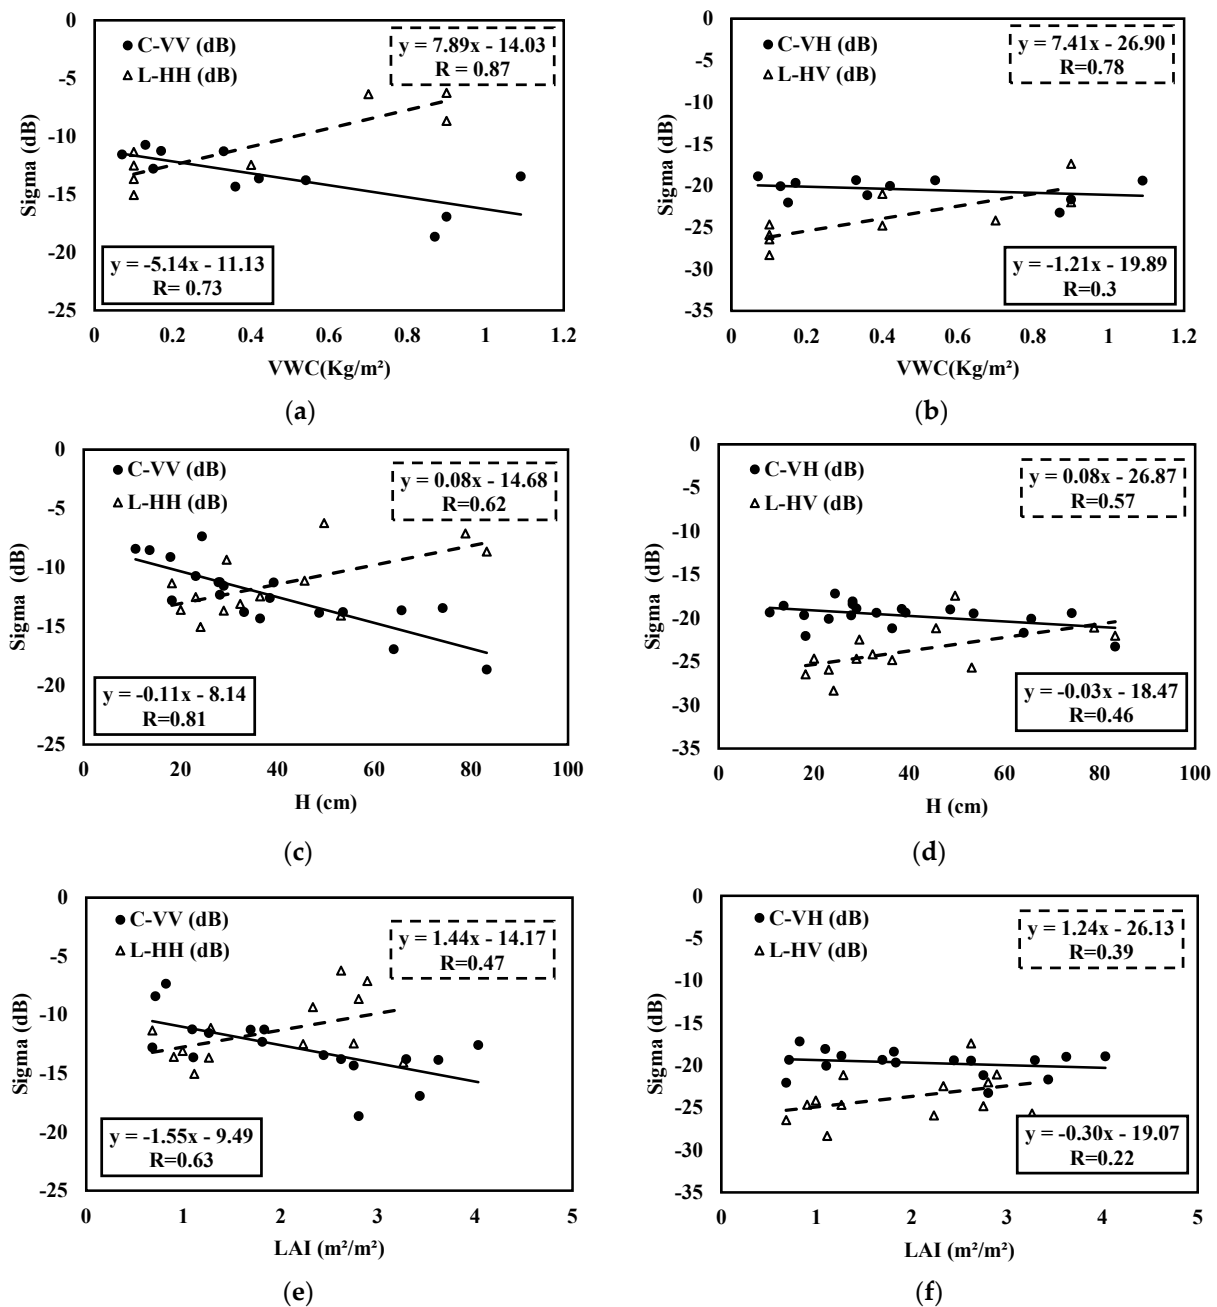 0
-5
-10
-15
-20
-25
Sigma (dB)
C-VV (dB)
L-HH (dB)
y = 7.89x - 14.03
R = 0.87
y = -5.14x - 11.13
R= 0.73
0 0.2 0.4 0.6 0.8 1 1.2
VWC(Kg/m²)
(a)
0
-5
-10
-15
-20
-25
-30
-35
Sigma (dB)
C-VH (dB)
L-HV (dB)
y = 7.41x - 26.90
R=0.78
y = -1.21x - 19.89
R=0.3
0 0.2 0.4 0.6 0.8 1 1.2
VWC(Kg/m²)
(b)
0
-5
-10
-15
-20
-25
Sigma (dB)
C-VV (dB)
L-HH (dB)
y = 0.08x - 14.68
R=0.62
y = -0.11x - 8.14
R=0.81
0 20 40 60 80 100
H (cm)
(c)
0
-5
-10
-15
-20
-25
-30
-35
Sigma (dB)
C-VH (dB)
L-HV (dB)
y = 0.08x - 26.87
R=0.57
y = -0.03x - 18.47
R=0.46
0 20 40 60 80 100
H (cm)
(d)
0
-5
-10
-15
-20
-25
Sigma (dB)
C-VV (dB)
L-HH (dB)
y = 1.44x - 14.17
R=0.47
y = -1.55x - 9.49
R=0.63
0 1 2 3 4 5
LAI (m²/m²)
(e)
0
-5
-10
-15
-20
-25
-30
-35
Sigma (dB)
C-VH (dB)
L-HV (dB)
y = 1.24x - 26.13
R=0.39
y = -0.30x - 19.07
R=0.22
0 1 2 3 4 5
LAI (m²/m²)
(f)